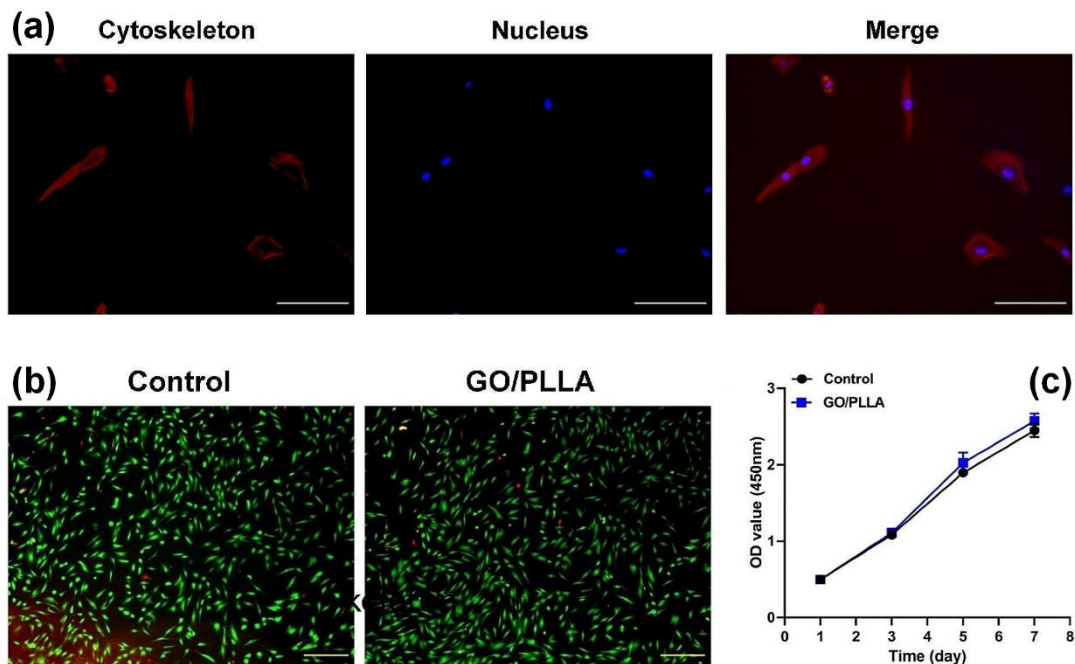 (a)
Cytoskeleton Nucleus Merge
(b)
Control GO/PLLA
(c)
Control
GO/PLLA
OD value (450nm)
3
2
1
0
0 1 2 3 4 5 6 7 8
Time (day)